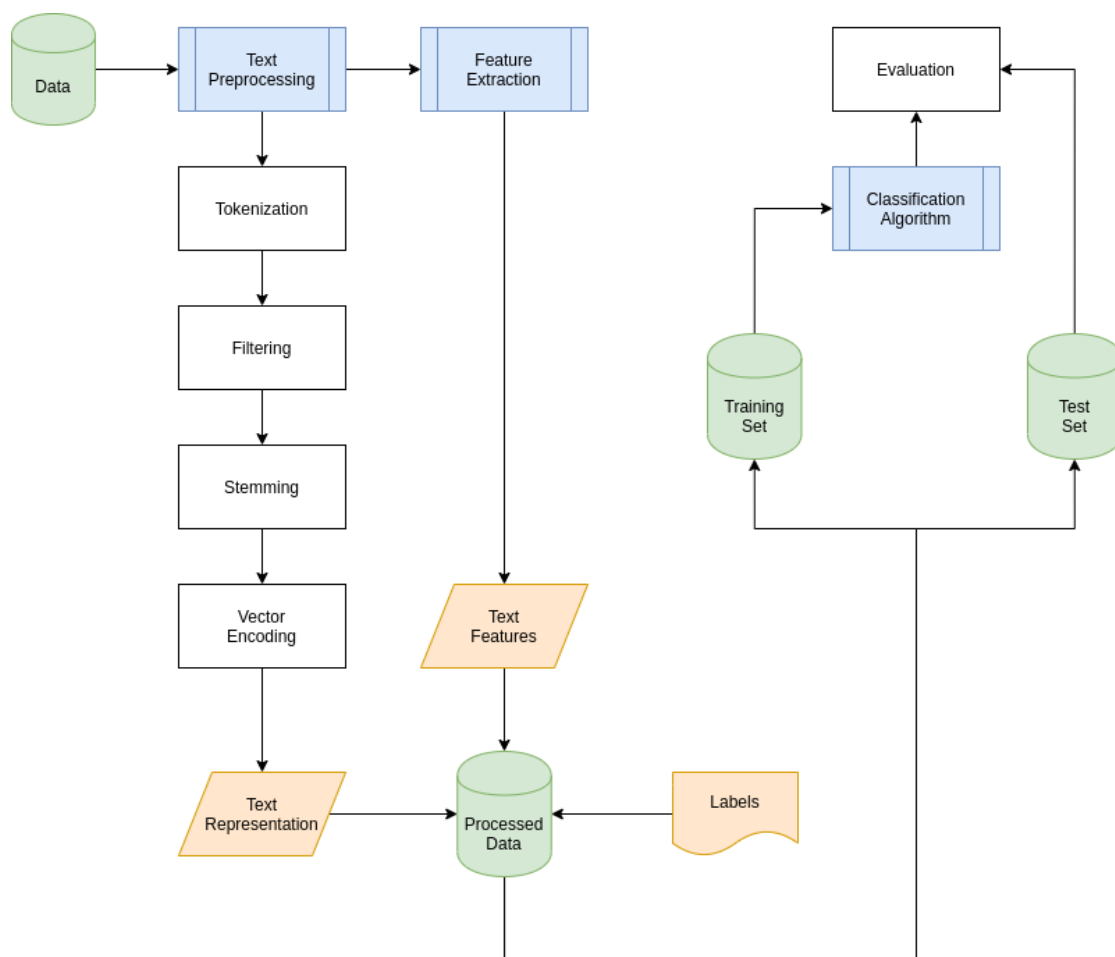 Data
Text
Preprocessing
Feature
Extraction
Evaluation
Tokenization
Classification
Algorithm
Filtering
Training
Set
Test
Set
Stemming
Vector
Encoding
Text
Features
Text
Representation
Processed
Data
Labels